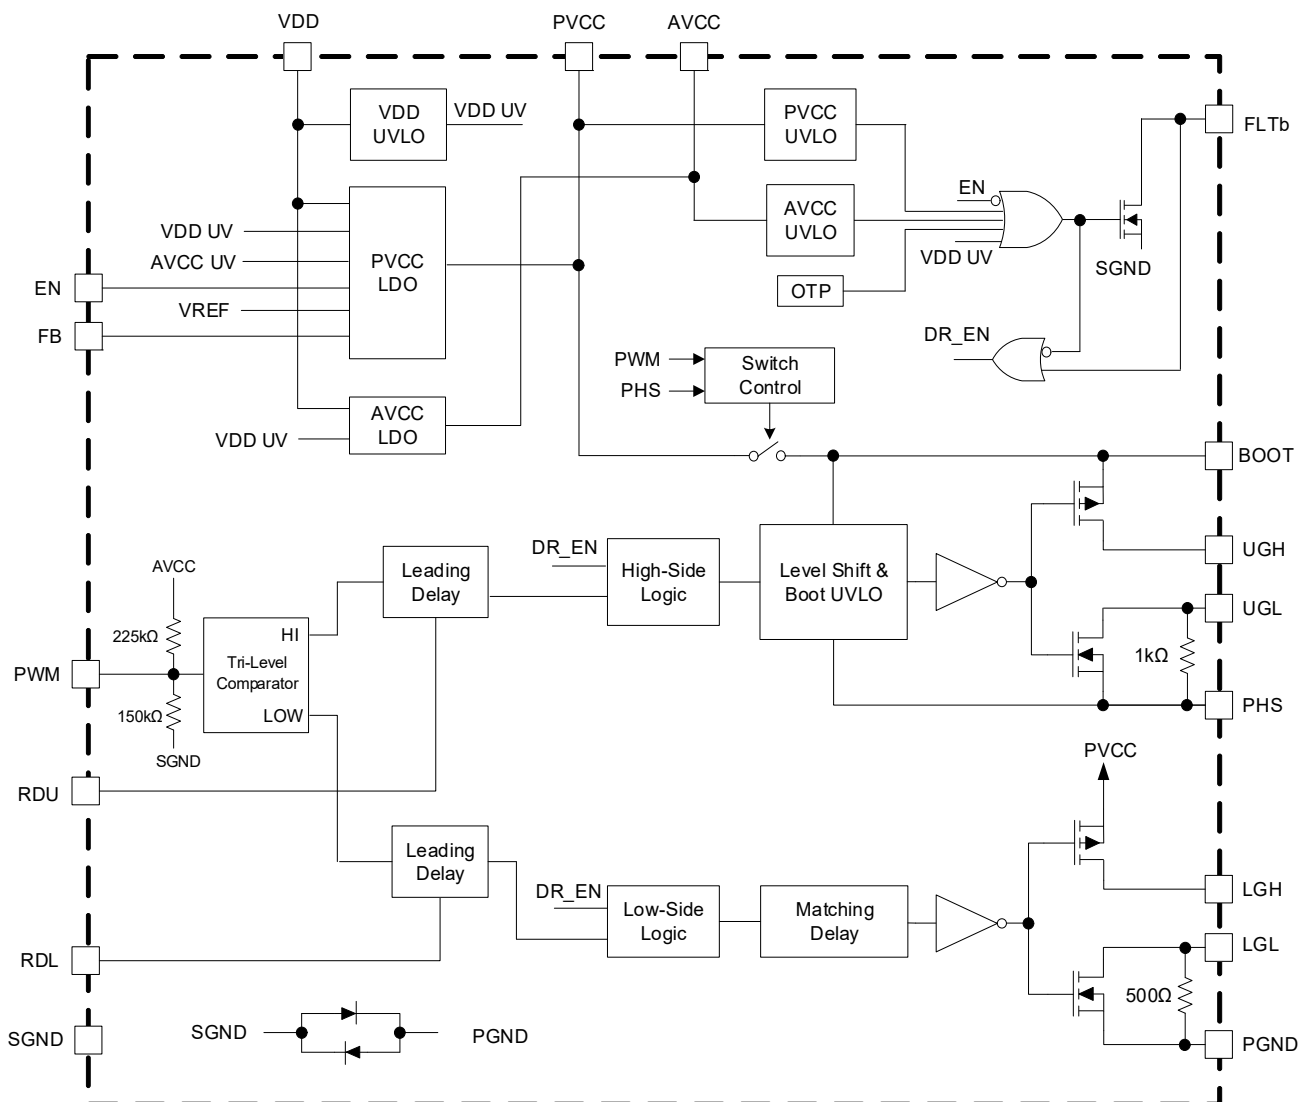 VDD
PVCC
AVCC
VDD
UVLO
VDD UV
PVCC
UVLO
FLTb
EN
AVCC
UVLO
VDD UV
VDD UV
AVCC UV
PVCC
LDO
SGND
OTP
EN
VREF
FB
DR_EN
PWM
PHS
Switch
Control
AVCC
LDO
VDD UV
BOOT
DR_EN
High-Side
Logic
Level Shift &
Boot UVLO
UGH
AVCC
Leading
Delay
UGL
225kΩ
HI
Tri-Level
Comparator
LOW
1kΩ
PWM
150kΩ
SGND
PHS
PVCC
RDU
Leading
Delay
DR_EN
Low-Side
Logic
Matching
Delay
LGH
LGL
RDL
500Ω
SGND
SGND
PGND
PGND